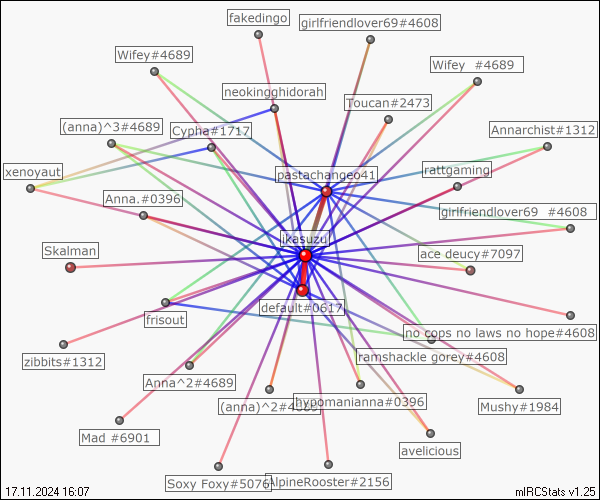 fakedingo
girlfriendlover69#4608
Wifey#4689
Wifey  #4689
neokingghidorah
Toucan#2473
(anna)^3#4689
Cypha#1717
Annarchist#1312
xenoyaut
pastachangeo41
rattgaming
Anna.#0396
girlfriendlover69  #4608
ikasuzu
Skalman
ace deucy#7097
default#0617
frisout
no cops no laws no hope#4608
zibbits#1312
ramshackle gorey#4608
Anna^2#4689
(anna)^2#4689
hypomanianna#0396
Mushy#1984
Mad #6901
avelicious
Soxy Foxy#5076
AlpineRooster#2156
17.11.2024 16:07
mIRCStats v1.25